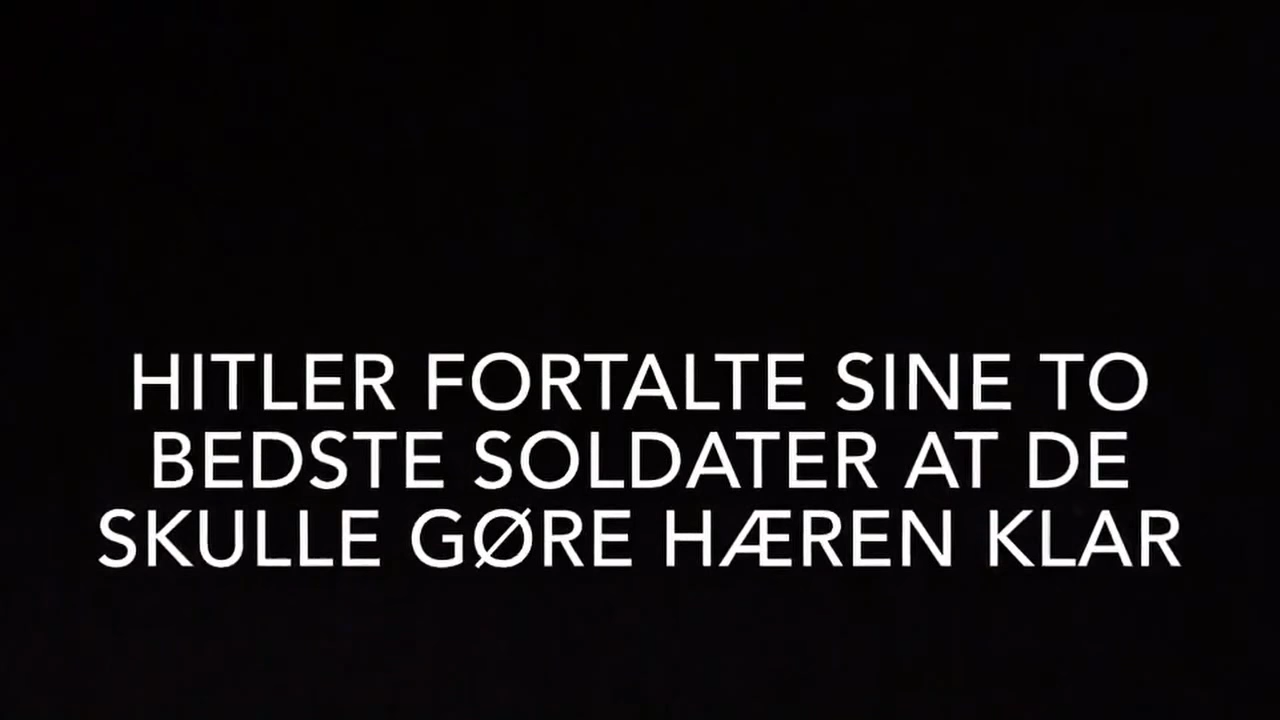 HITLER FORTALTE SINE TO
BEDSTE SOLDATER AT DE
SKULLE GØRE HÆREN KLAR